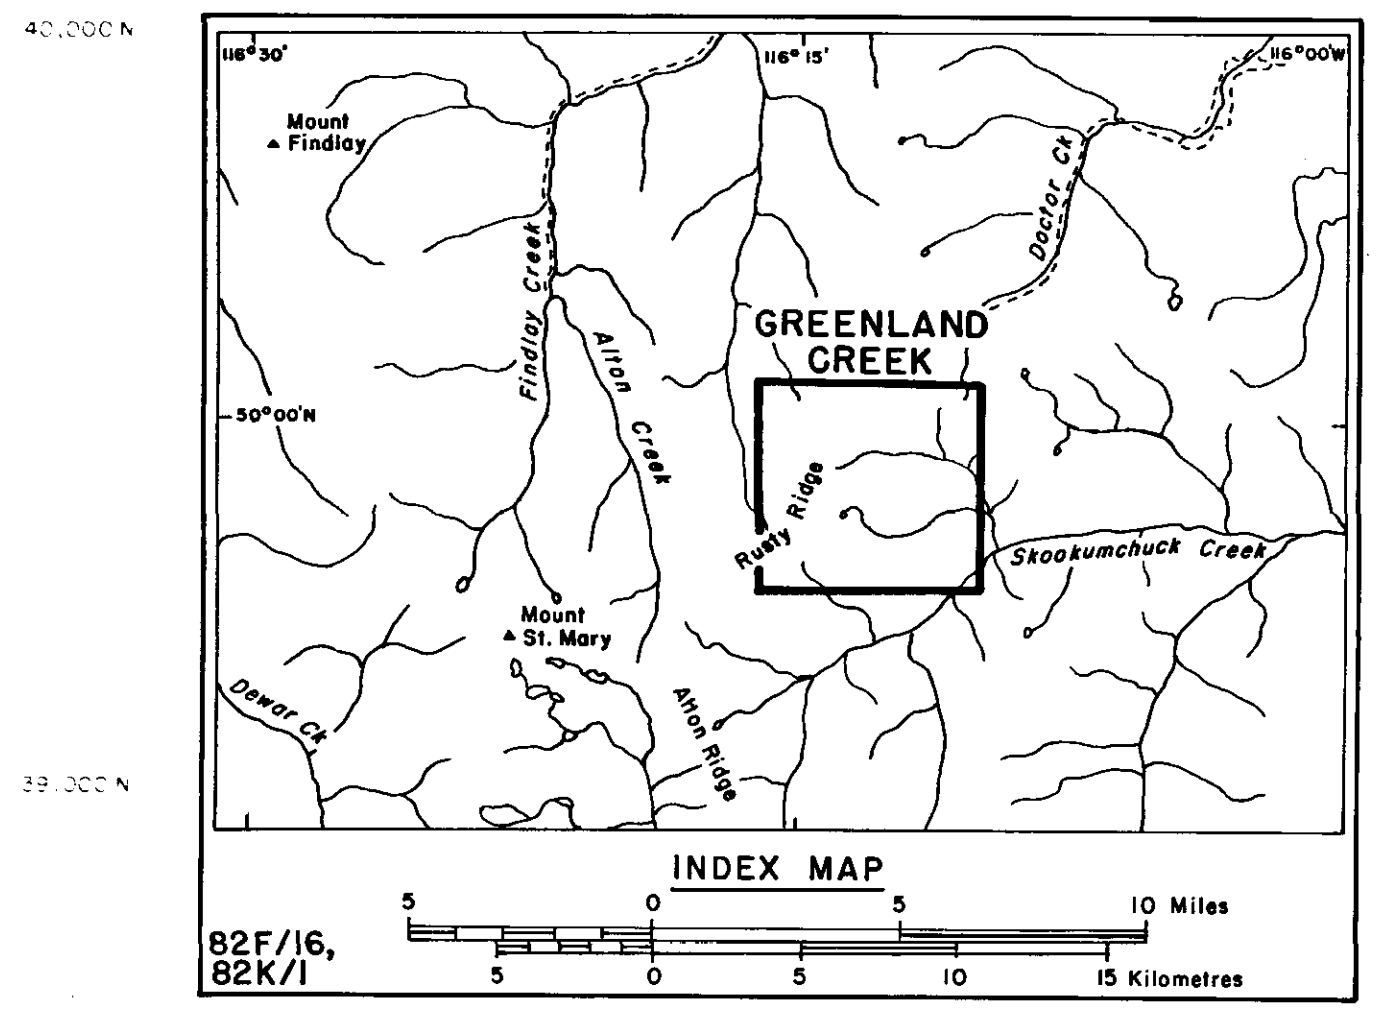 40,000 N
116° 30'
116° 15'
116° 00'W
Mount
Findlay
Doctor Ck
Findlay Creek
Alton Creek
GREENLAND
CREEK
50° 00'N
Rusty Ridge
Skookumchuck Creek
Mount
St. Mary
Dewar Ck
Alton Ridge
39,000 N
INDEX MAP
5 0 5 10 Miles
82F/16,
82K/1
5 0 5 10 15 Kilometres